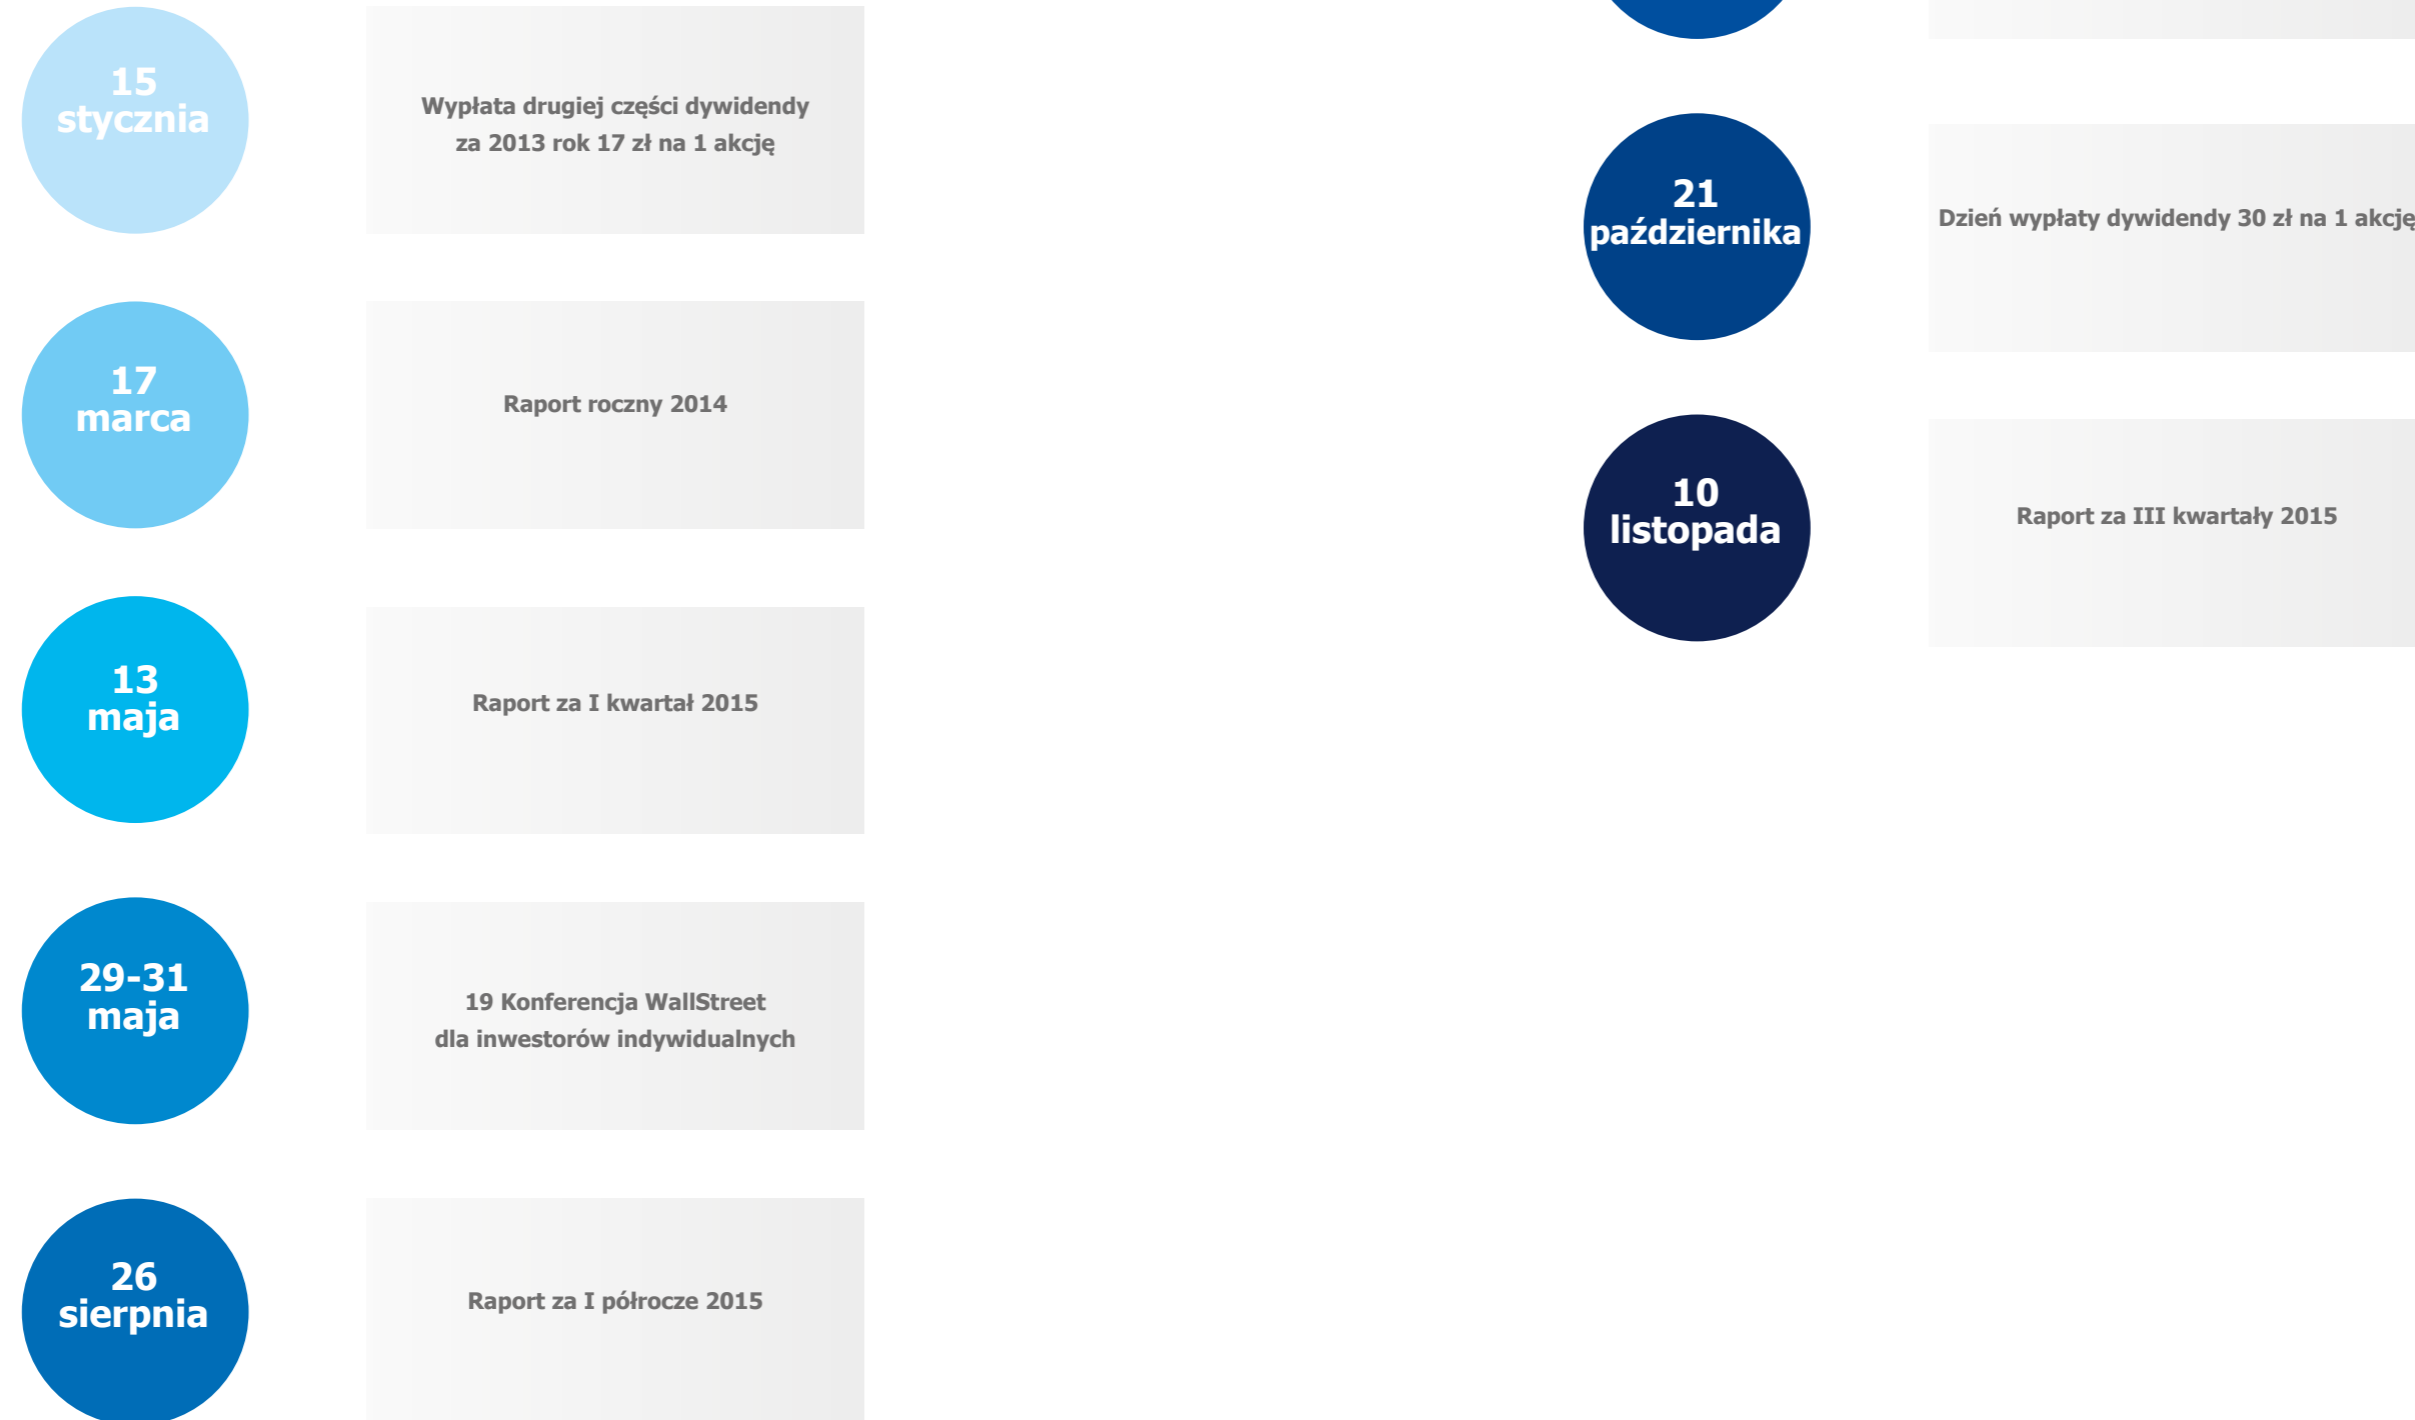 15
stycznia
Wypłata drugiej części dywidendy
za 2013 rok 17 zł na 1 akcję
17
marca
Raport roczny 2014
13
maja
Raport za I kwartał 2015
29-31
maja
19 Konferencja WallStreet
dla inwestorów indywidualnych
26
sierpnia
Raport za I półrocze 2015
21
października
Dzień wypłaty dywidendy 30 zł na 1 akcję
10
listopada
Raport za III kwartały 2015